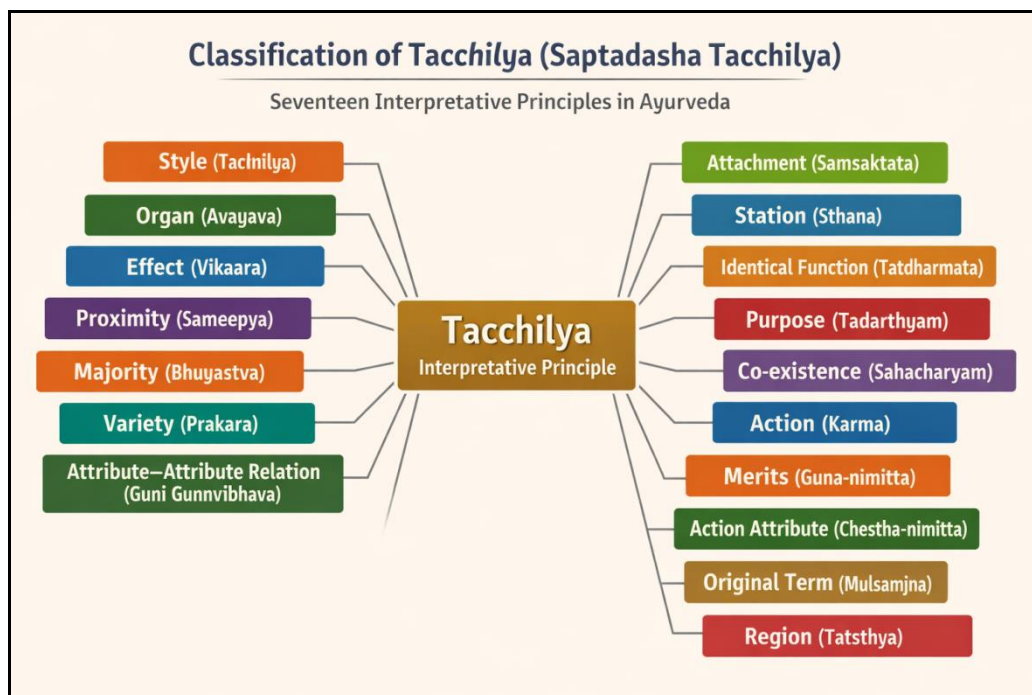 Classification of Tacchilya (Saptadasha Tacchilya)
Seventeen Interpretative Principles in Ayurveda
Style (Tachnilya)
Organ (Avayava)
Effect (Vikaara)
Proximity (Sameepya)
Majority (Bhuyastva)
Variety (Prakara)
Attribute–Attribute Relation
(Guni Gunnvibhava)
Tacchilya
Interpretative Principle
Attachment (Samsaktata)
Station (Sthana)
Identical Function (Tatdharmata)
Purpose (Tadarthyam)
Co-existence (Sahacharyam)
Action (Karma)
Merits (Guna-nimitta)
Action Attribute (Chestha-nimitta)
Original Term (Mulsamjna)
Region (Tatsthya)